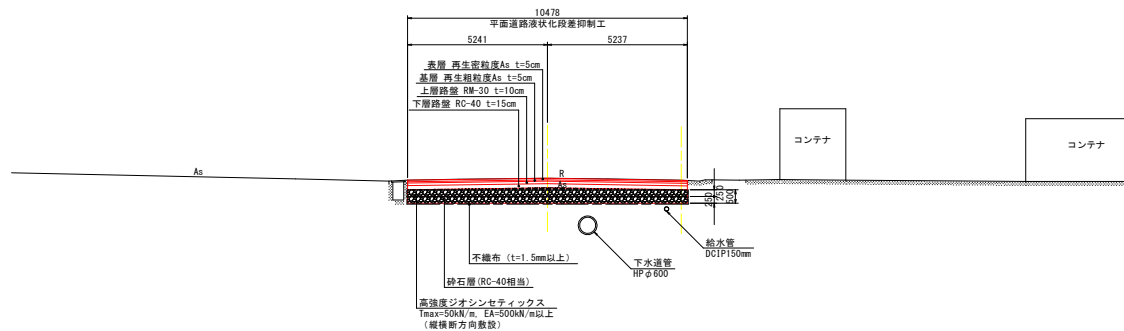 10478
平面道路液状化段差抑制工
5241
5237
表層 再生密粒度As t=5cm
基層 再生粗粒度As t=5cm
上層路盤 RM-30 t=10cm
下層路盤 RC-40 t=15cm
コンテナ
コンテナ
As
R
As
250
250
500
給水管
DCIP150mm
下水道管
HPφ600
不織布 (t=1.5mm以上)
砕石層(RC-40相当)
高強度ジオシンセティックス
Tmax=50kN/m, EA=500kN/m以上
(縦横断方向敷設)